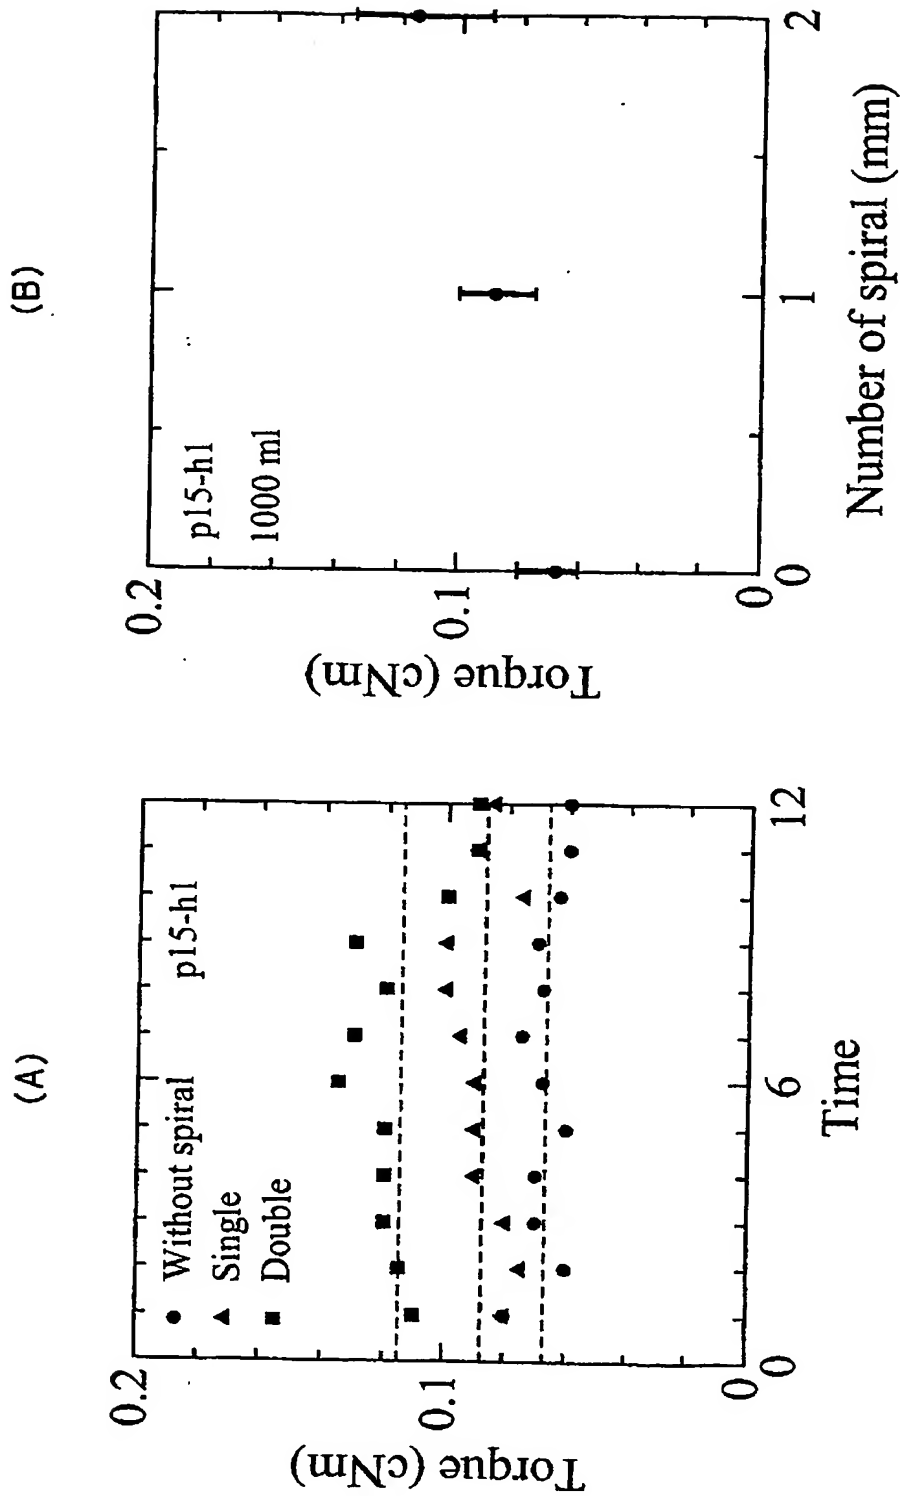 (A)
p15-h1
Without spiral
Single
Double
0.2
0.1
0
Torque (cNm)
0
6
12
Time
(B)
p15-h1
1000 ml
0.2
0.1
0
Torque (cNm)
0
1
2
Number of spiral (mm)